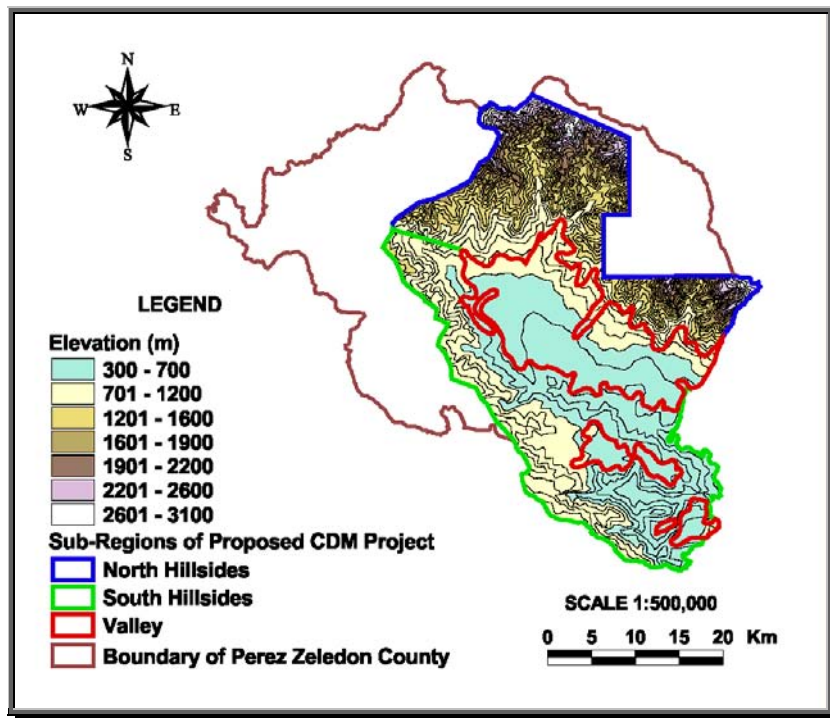 N
W E
S
LEGEND
Elevation (m)
300 - 700
701 - 1200
1201 - 1600
1601 - 1900
1901 - 2200
2201 - 2600
2601 - 3100
Sub-Regions of Proposed CDM Project
North Hillsides
South Hillsides
Valley
Boundary of Perez Zeledon County
SCALE 1:500,000
0 5 10 15 20 Km